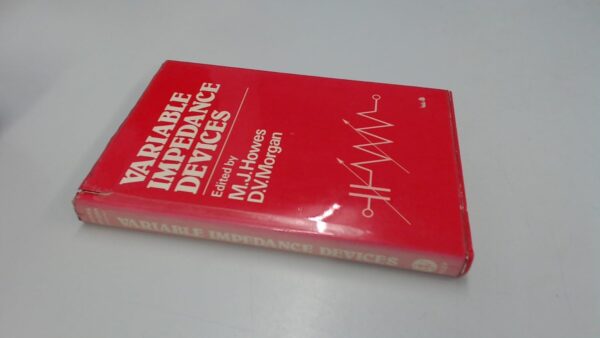 VARIABLE
IMPEDANCE
DEVICES
Edited by
M.J.Howes
D.V.Morgan
VARIABLE IMPEDANCE DEVICES